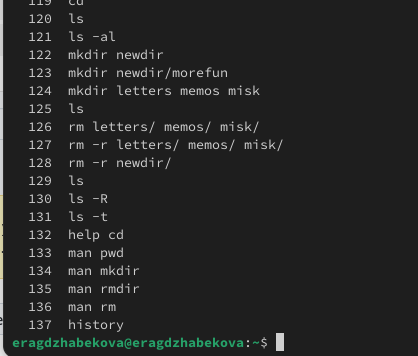 119 cd
120 ls
121 ls -al
122 mkdir newdir
123 mkdir newdir/morefun
124 mkdir letters memos misk
125 ls
126 rm letters/ memos/ misk/
127 rm -r letters/ memos/ misk/
128 rm -r newdir/
129 ls
130 ls -R
131 ls -t
132 help cd
133 man pwd
134 man mkdir
135 man rmdir
136 man rm
137 history
eragdzhabekova@eragdzhabekova:~$